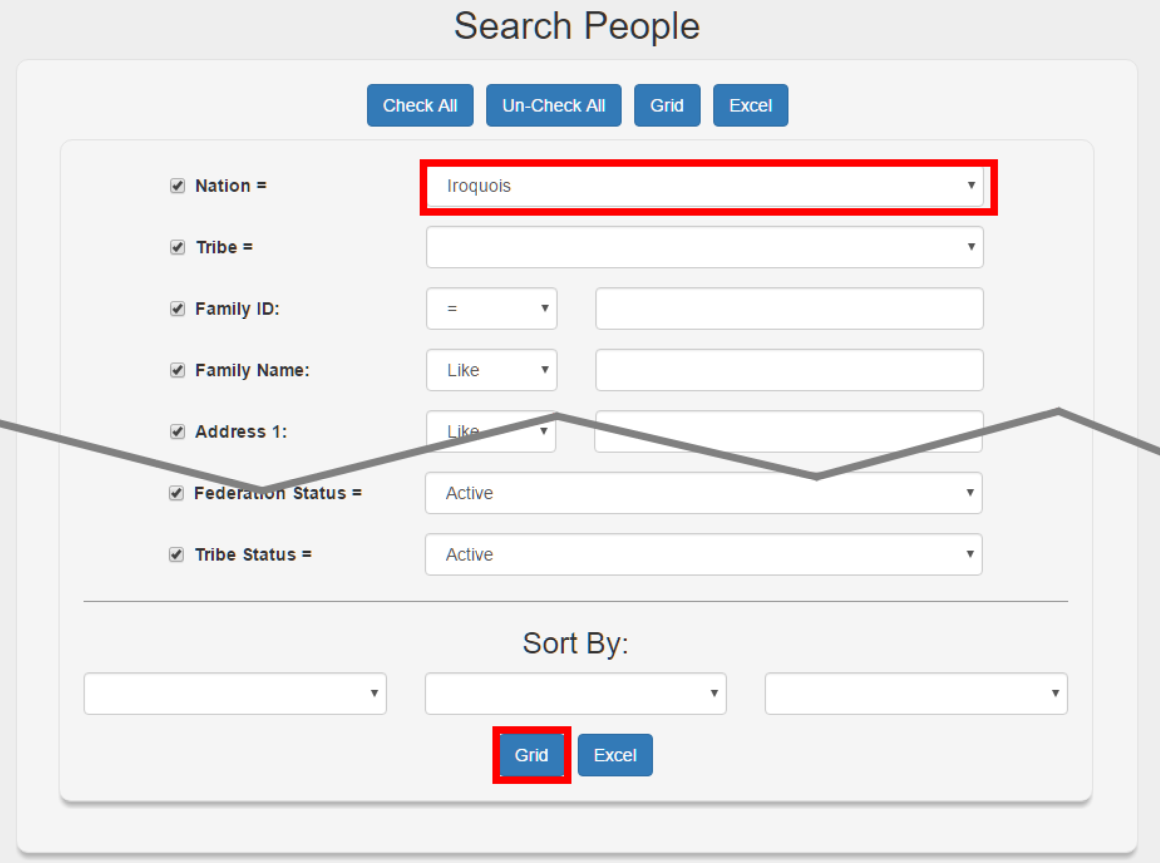 Search People
Check All Un-Check All Grid Excel
Nation = Iroquois
Tribe =
Family ID: =
Family Name: Like
Address 1: Like
Federation Status = Active
Tribe Status = Active
Sort By:
Grid Excel